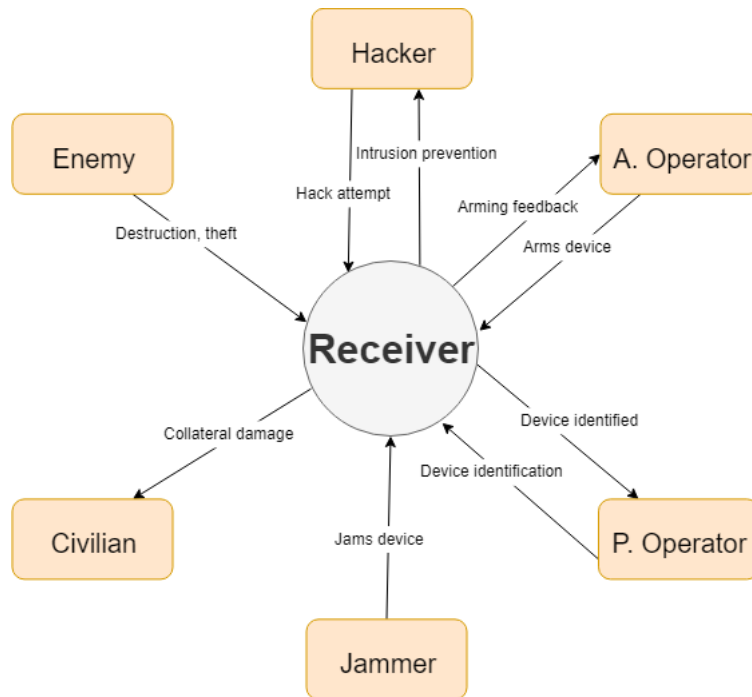 Hacker
Enemy
A. Operator
Intrusion prevention
Hack attempt
Arming feedback
Destruction, theft
Arms device
Receiver
Device identified
Collateral damage
Device identification
Jams device
Civilian
P. Operator
Jammer